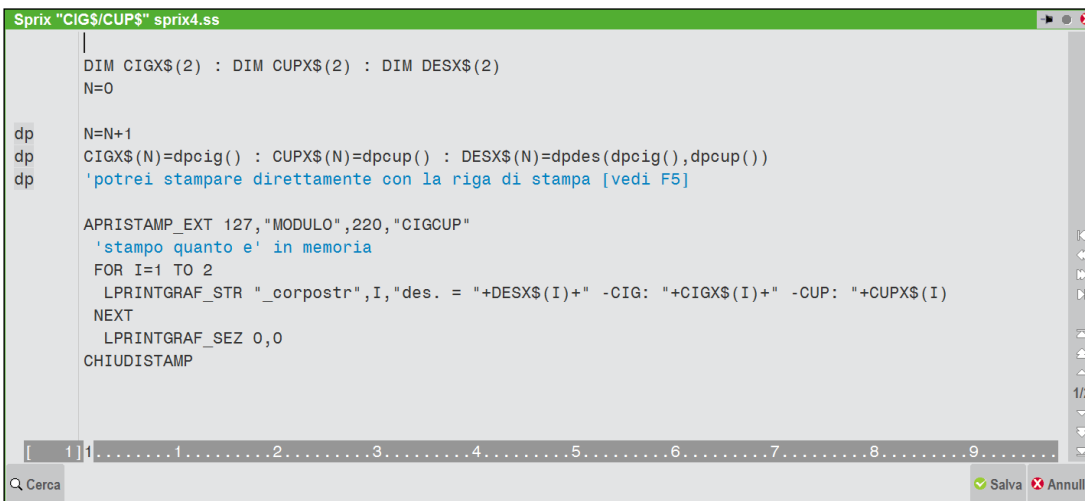 Sprix "CIG$/CUP$" sprix4.ss
DIM CIGX$(2) : DIM CUPX$(2) : DIM DESX$(2)
N=0
dp N=N+1
dp CIGX$(N)=dpcig() : CUPX$(N)=dpcup() : DESX$(N)=dpdes(dpcig(),dpcup())
dp 'potrei stampare direttamente con la riga di stampa [vedi F5]
APRISTAMP_EXT 127,"MODULO",220,"CIGCUP"
'stampo quanto e' in memoria
FOR I=1 TO 2
LPRINTGRAF_STR "_corpostr",I,"des. = "+DESX$(I)+" -CIG: "+CIGX$(I)+" -CUP: "+CUPX$(I)
NEXT
LPRINTGRAF_SEZ 0,0
CHIUDISTAMP
[ 1]1........1.........2.........3.........4.........5.........6.........7.........8.........9.........
Cerca Salva Annull